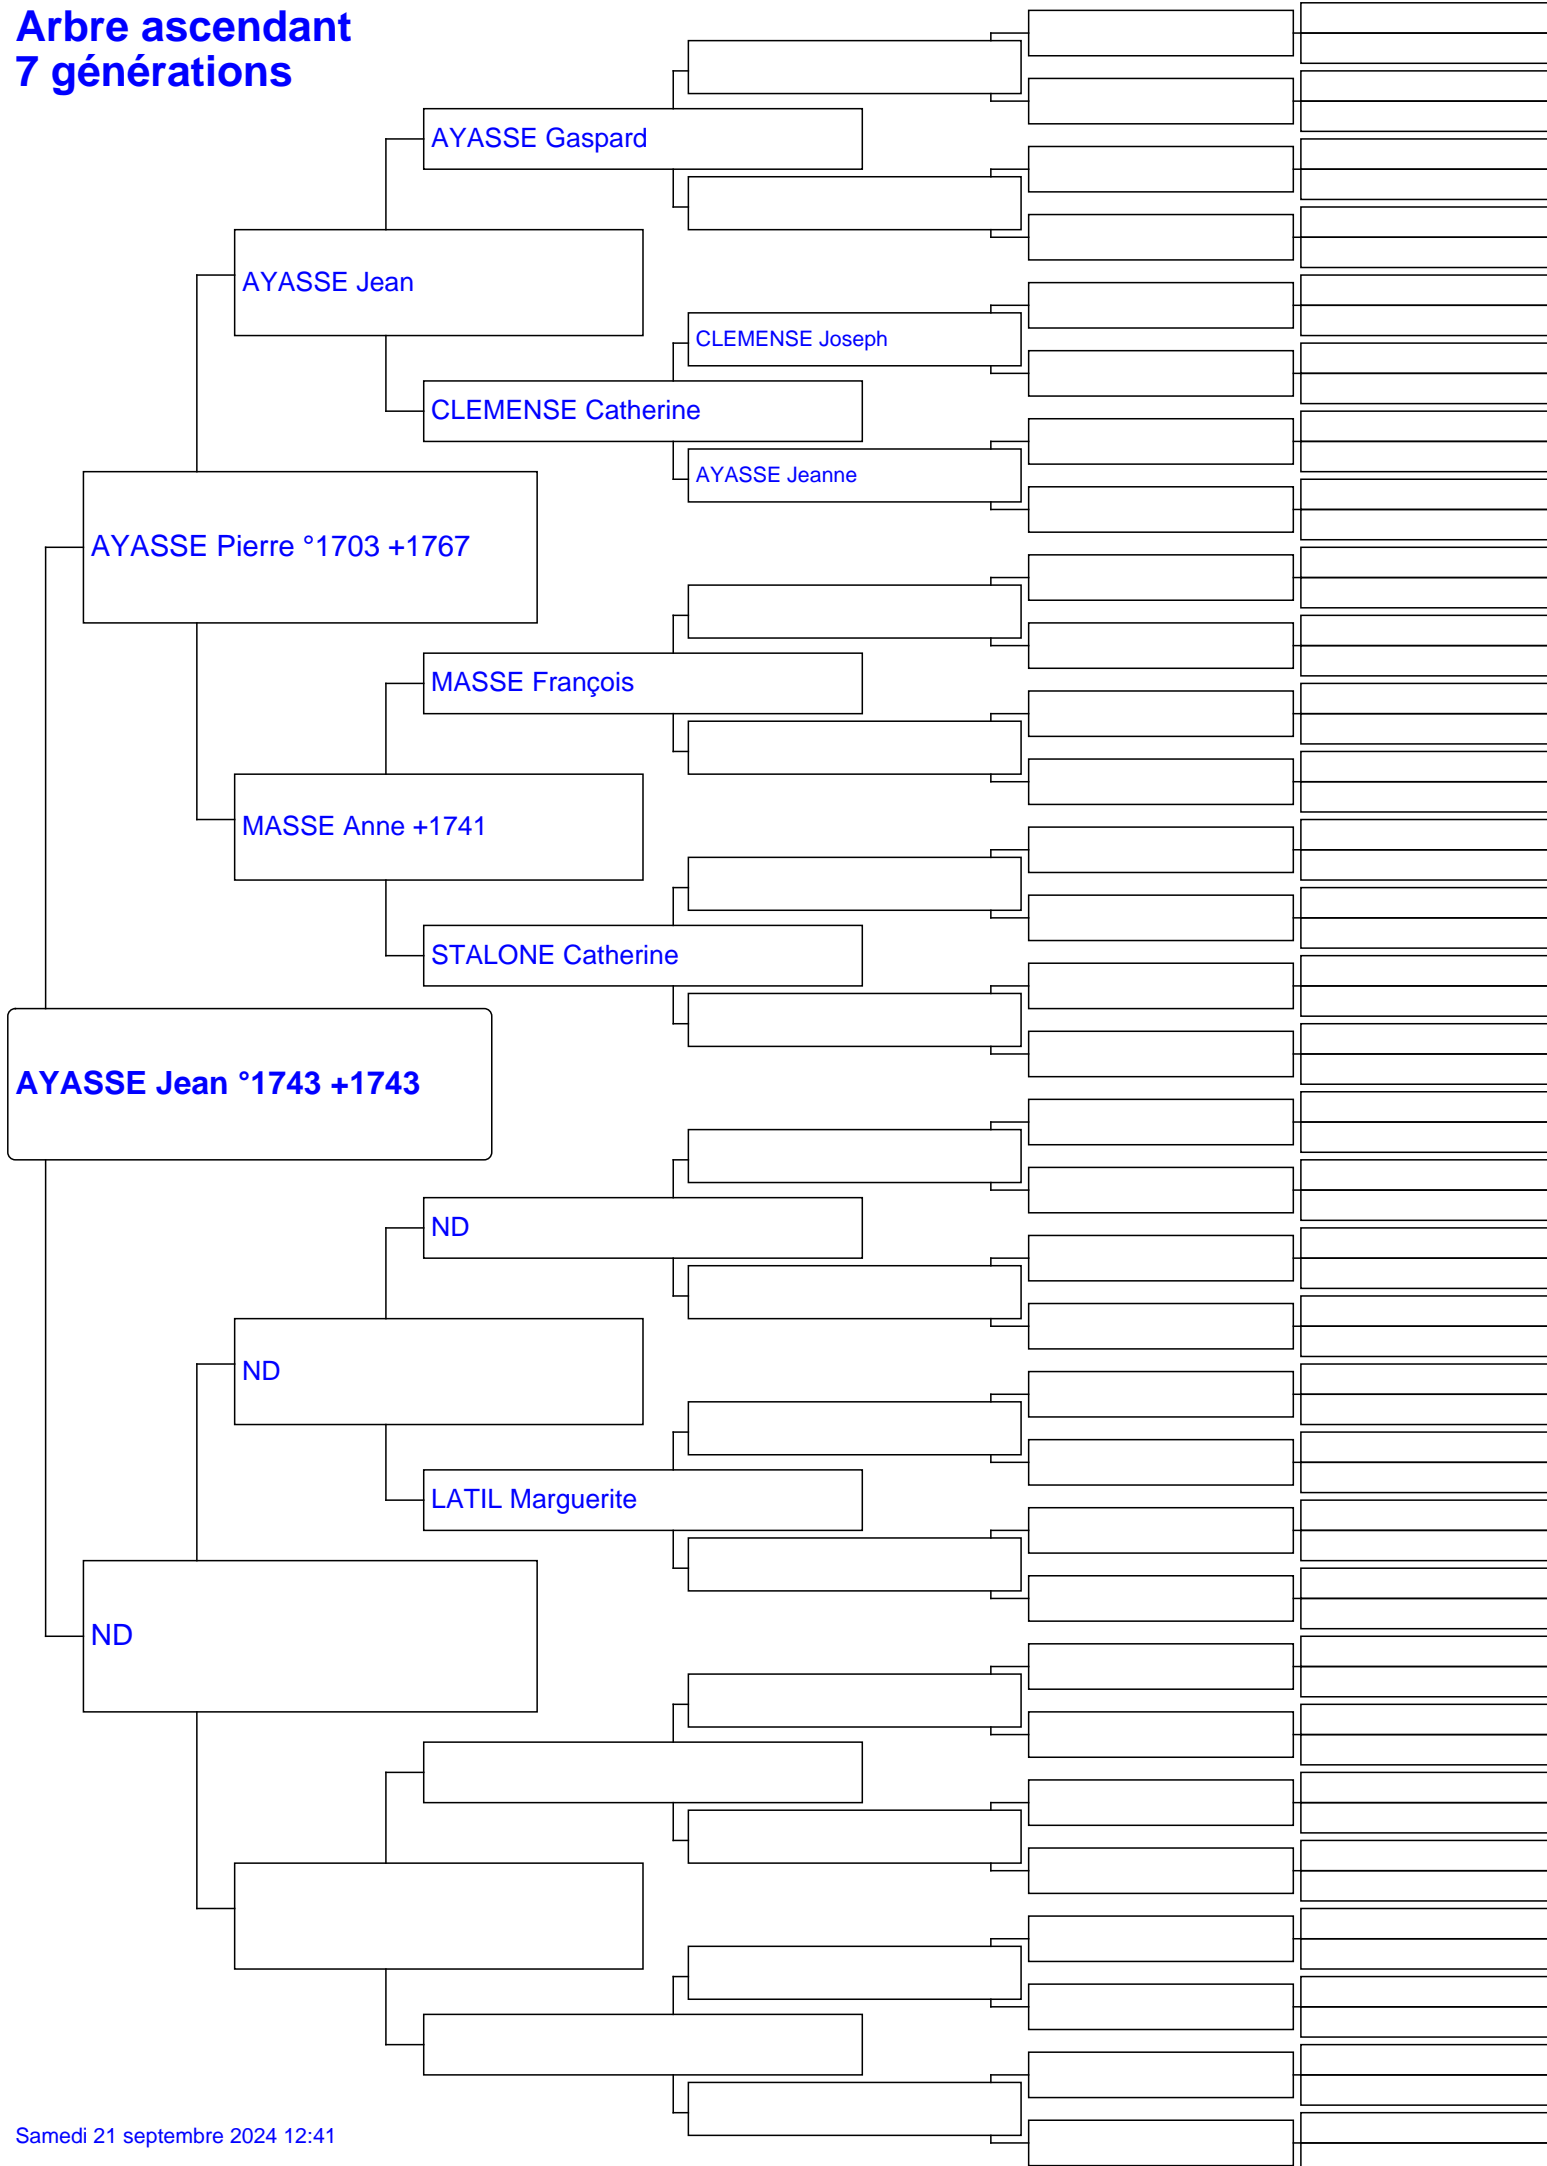 Arbre ascendant
7 générations
AYASSE Gaspard
AYASSE Jean
CLEMENSE Joseph
CLEMENSE Catherine
AYASSE Jeanne
AYASSE Pierre °1703 +1767
MASSE François
MASSE Anne +1741
STALONE Catherine
AYASSE Jean °1743 +1743
ND
ND
LATIL Marguerite
ND
Samedi 21 septembre 2024 12:41